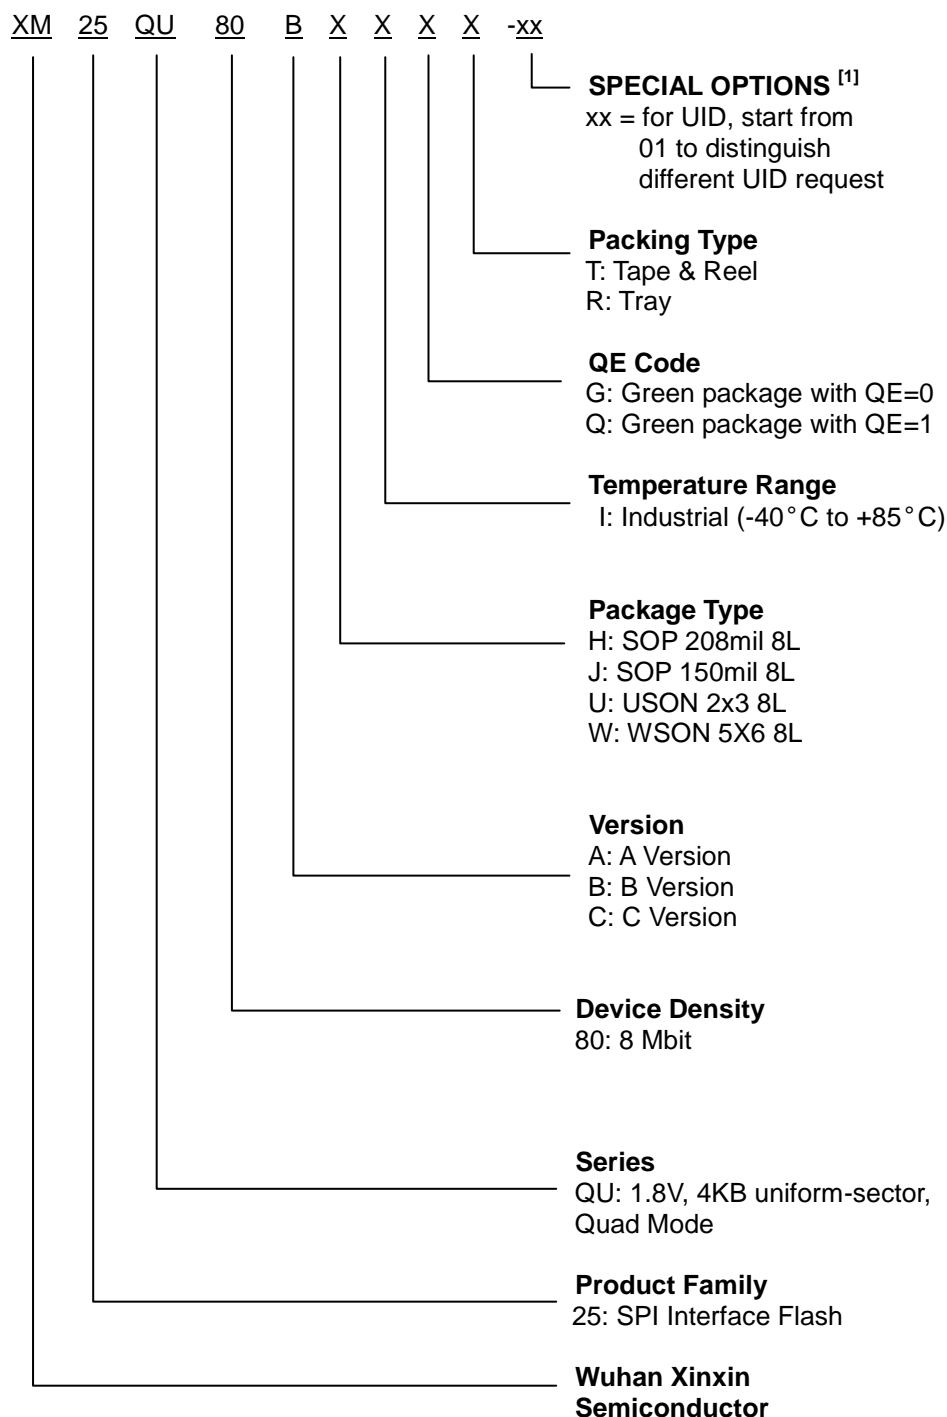 XM 25 QU 80 B X X X X -xx
SPECIAL OPTIONS [1]
xx = for UID, start from
01 to distinguish
different UID request
Packing Type
T: Tape & Reel
R: Tray
QE Code
G: Green package with QE=0
Q: Green package with QE=1
Temperature Range
I: Industrial (-40°C to +85°C)
Package Type
H: SOP 208mil 8L
J: SOP 150mil 8L
U: USON 2x3 8L
W: WSON 5X6 8L
Version
A: A Version
B: B Version
C: C Version
Device Density
80: 8 Mbit
Series
QU: 1.8V, 4KB uniform-sector,
Quad Mode
Product Family
25: SPI Interface Flash
Wuhan Xinxin
Semiconductor